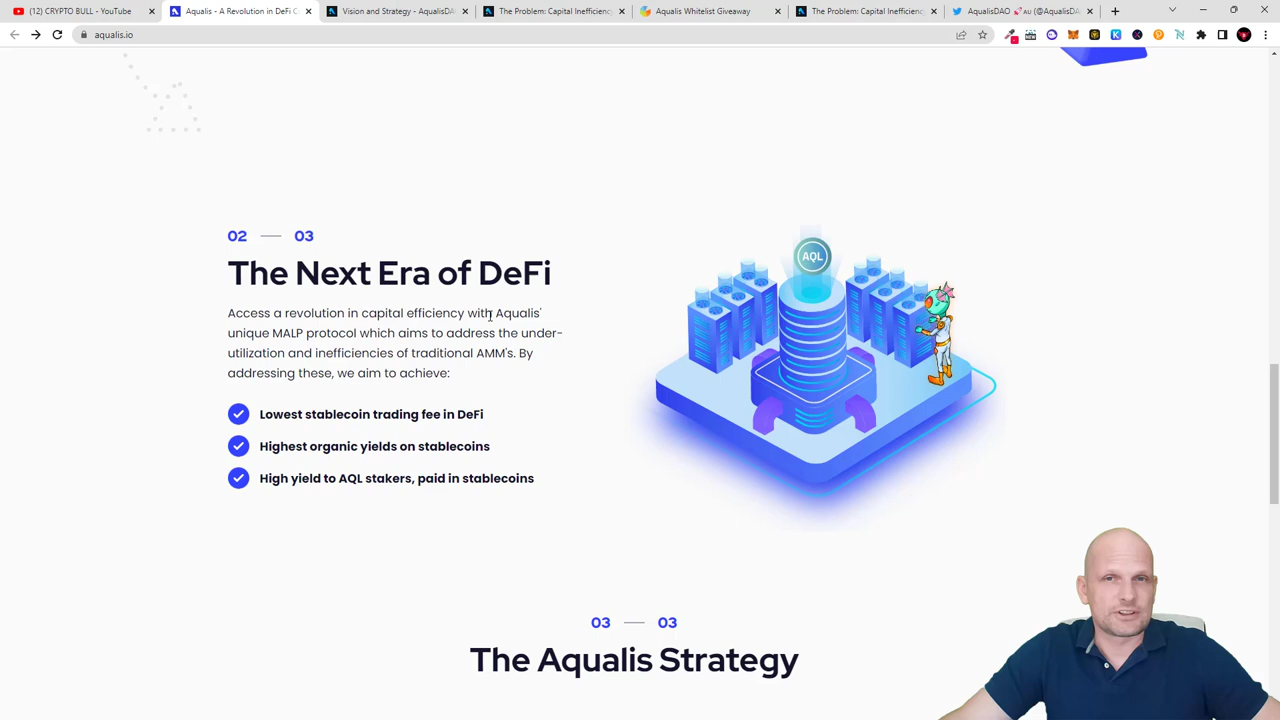 (12) CRYPTO BULL - YouTube
Aqualis - A Revolution in DeFi C
Vision and Strategy - AqualisDAO
The Problem: Capital Inefficienc
Aqualis Whitelist Giveaway
The Problem: Capital Inefficienc
AqualisDAO
(@AqualisDA
aqualis.io
02
03
The Next Era of DeFi
Access a revolution in capital efficiency with Aqualis'
unique MALP protocol which aims to address the under-
utilization and inefficiencies of traditional AMM's. By
addressing these, we aim to achieve:
Lowest stablecoin trading fee in DeFi
Highest organic yields on stablecoins
High yield to AQL stakers, paid in stablecoins
AQL
03
03
The Aqualis Strategy